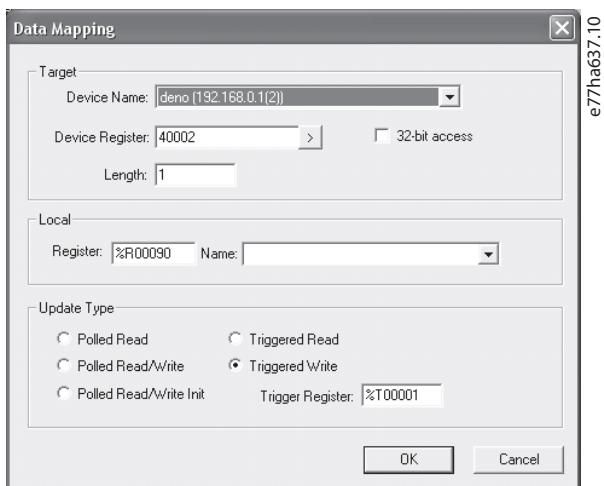 Data Mapping
Target
Device Name: deno (192.168.0.1(2))
Device Register: 40002 > 32-bit access
Length: 1
Local
Register: %R00090 Name:
Update Type
Polled Read Triggered Read
Polled Read/Write Triggered Write
Polled Read/Write Init Trigger Register: %T00001
OK Cancel
e77ha637.10